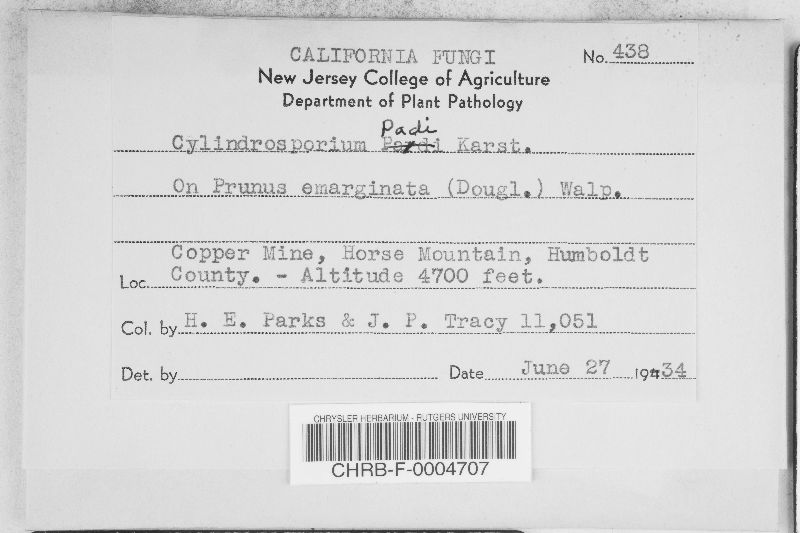 CALIFORNIA FUNGI No. 438
New Jersey College of Agriculture
Department of Plant Pathology
Padi
Cylindrosporium Pardi Karst.
On Prunus emarginata (Dougl.) Walp.
Copper Mine, Horse Mountain, Humboldt
Loc. County. - Altitude 4700 feet.
Col. by H. E. Parks & J. P. Tracy 11,051
Det. by Date June 27 1934
CHRYSLER HERBARIUM - RUTGERS UNIVERSITY
CHRB-F-0004707